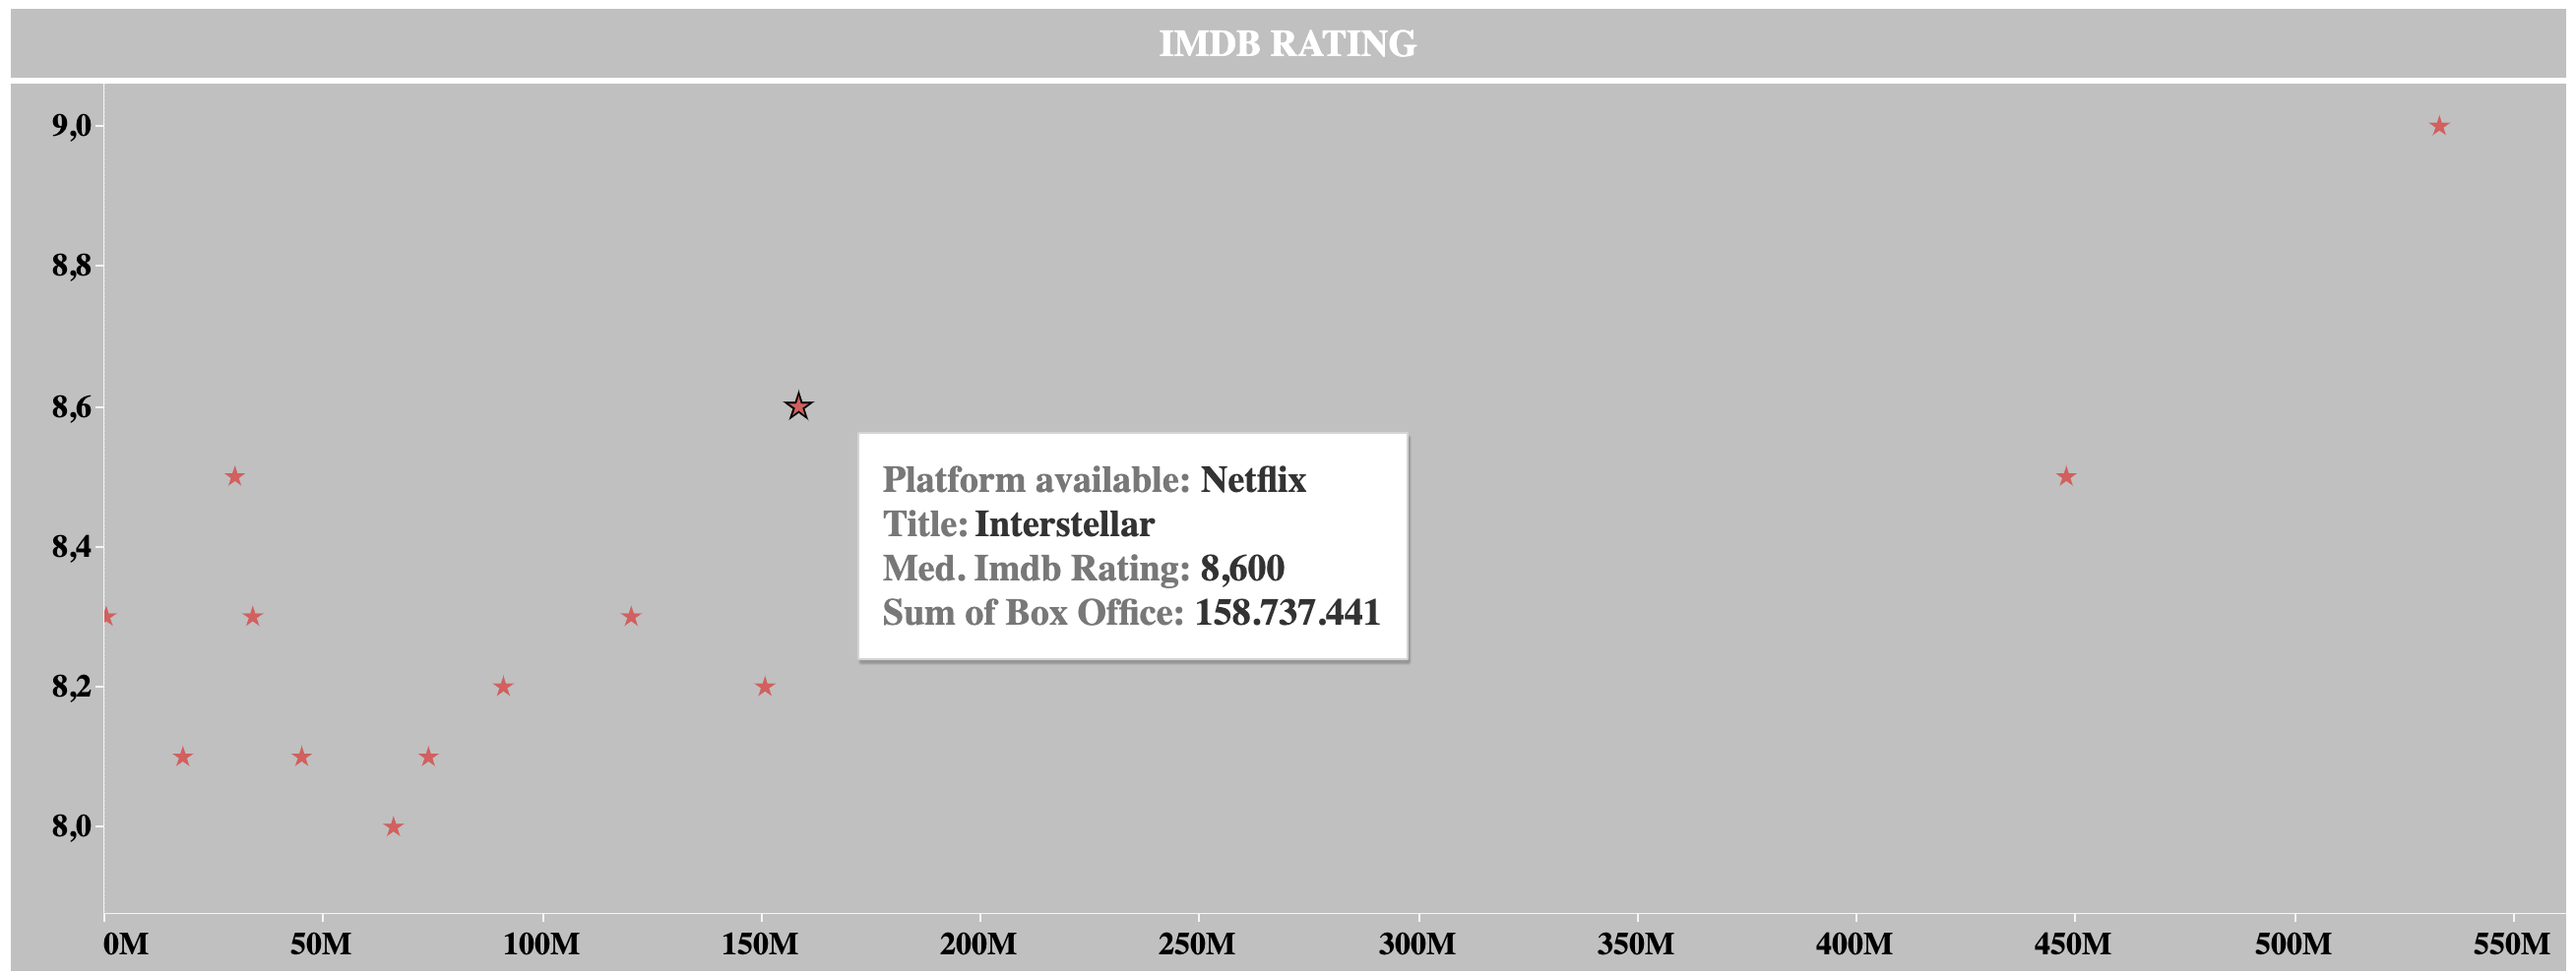 IMDB RATING
9,0
8,8
8,6
8,4
8,2
8,0
Platform available: Netflix
Title: Interstellar
Med. Imdb Rating: 8,600
Sum of Box Office: 158.737.441
0M 50M 100M 150M 200M 250M 300M 350M 400M 450M 500M 550M